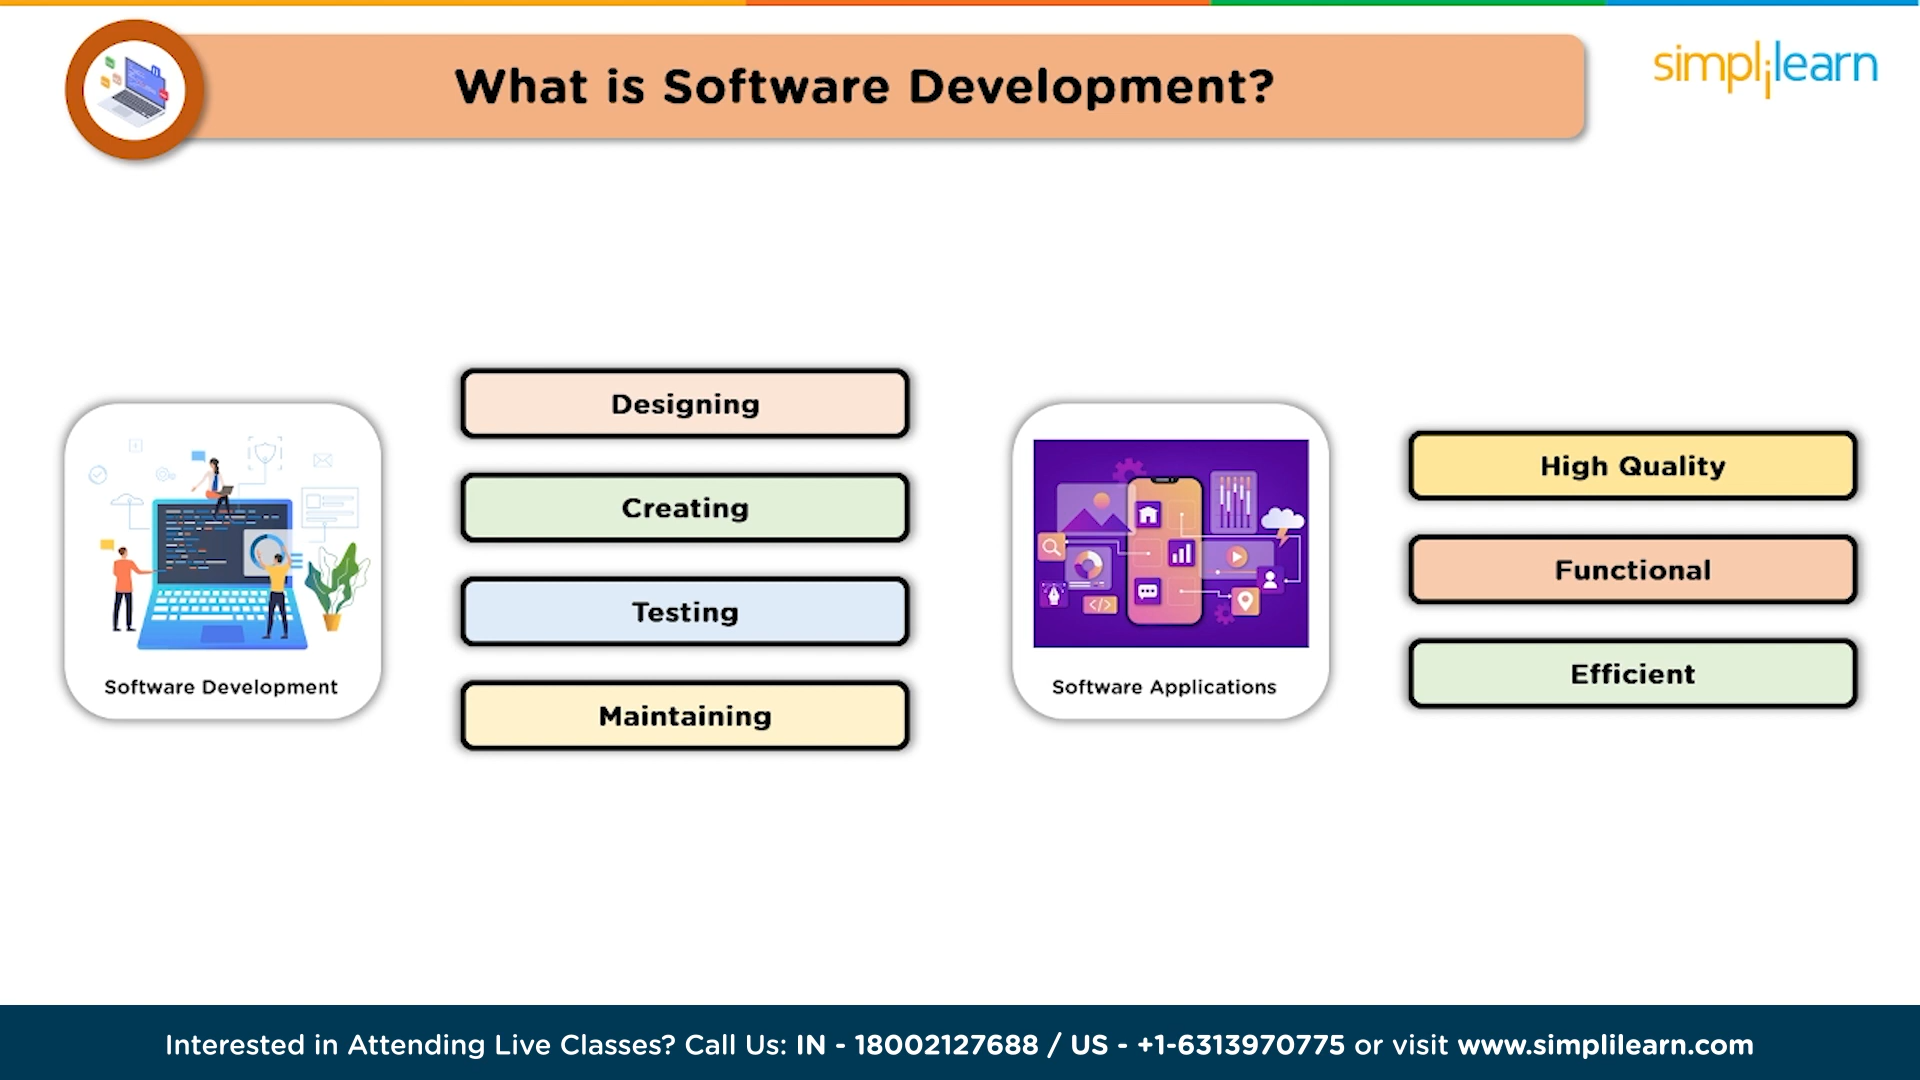 What is Software Development?
simplilearn
Designing
Creating
Testing
Maintaining
Software Development
High Quality
Functional
Efficient
Software Applications
Interested in Attending Live Classes? Call Us: IN - 18002127688 / US - +1-6313970775 or visit www.simplilearn.com